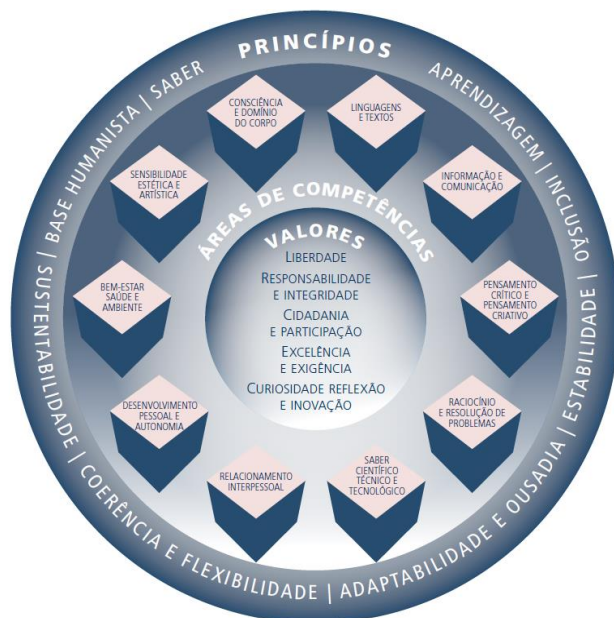 PRINCÍPIOS
BASE HUMANISTA | SABER
APRENDIZAGEM | INCLUSÃO |
ESTABILIDADE |
ADAPTABILIDADE E OUSADIA |
COERÊNCIA E FLEXIBILIDADE |
SUSTENTABILIDADE |
ÁREAS DE COMPETÊNCIAS
CONSCIÊNCIA
E DOMÍNIO
DO CORPO
LINGUAGENS
E TEXTOS
INFORMAÇÃO E
COMUNICAÇÃO
PENSAMENTO
CRÍTICO E
PENSAMENTO
CRIATIVO
RACIOCÍNIO
E RESOLUÇÃO DE
PROBLEMAS
SABER
CIENTÍFICO
TÉCNICO E
TECNOLÓGICO
RELACIONAMENTO
INTERPESSOAL
DESENVOLVIMENTO
PESSOAL E
AUTONOMIA
BEM-ESTAR
SAÚDE E
AMBIENTE
SENSIBILIDADE
ESTÉTICA E
ARTÍSTICA
VALORES
LIBERDADE
RESPONSABILIDADE
E INTEGRIDADE
CIDADANIA
E PARTICIPAÇÃO
EXCELÊNCIA
E EXIGÊNCIA
CURIOSIDADE REFLEXÃO
E INOVAÇÃO